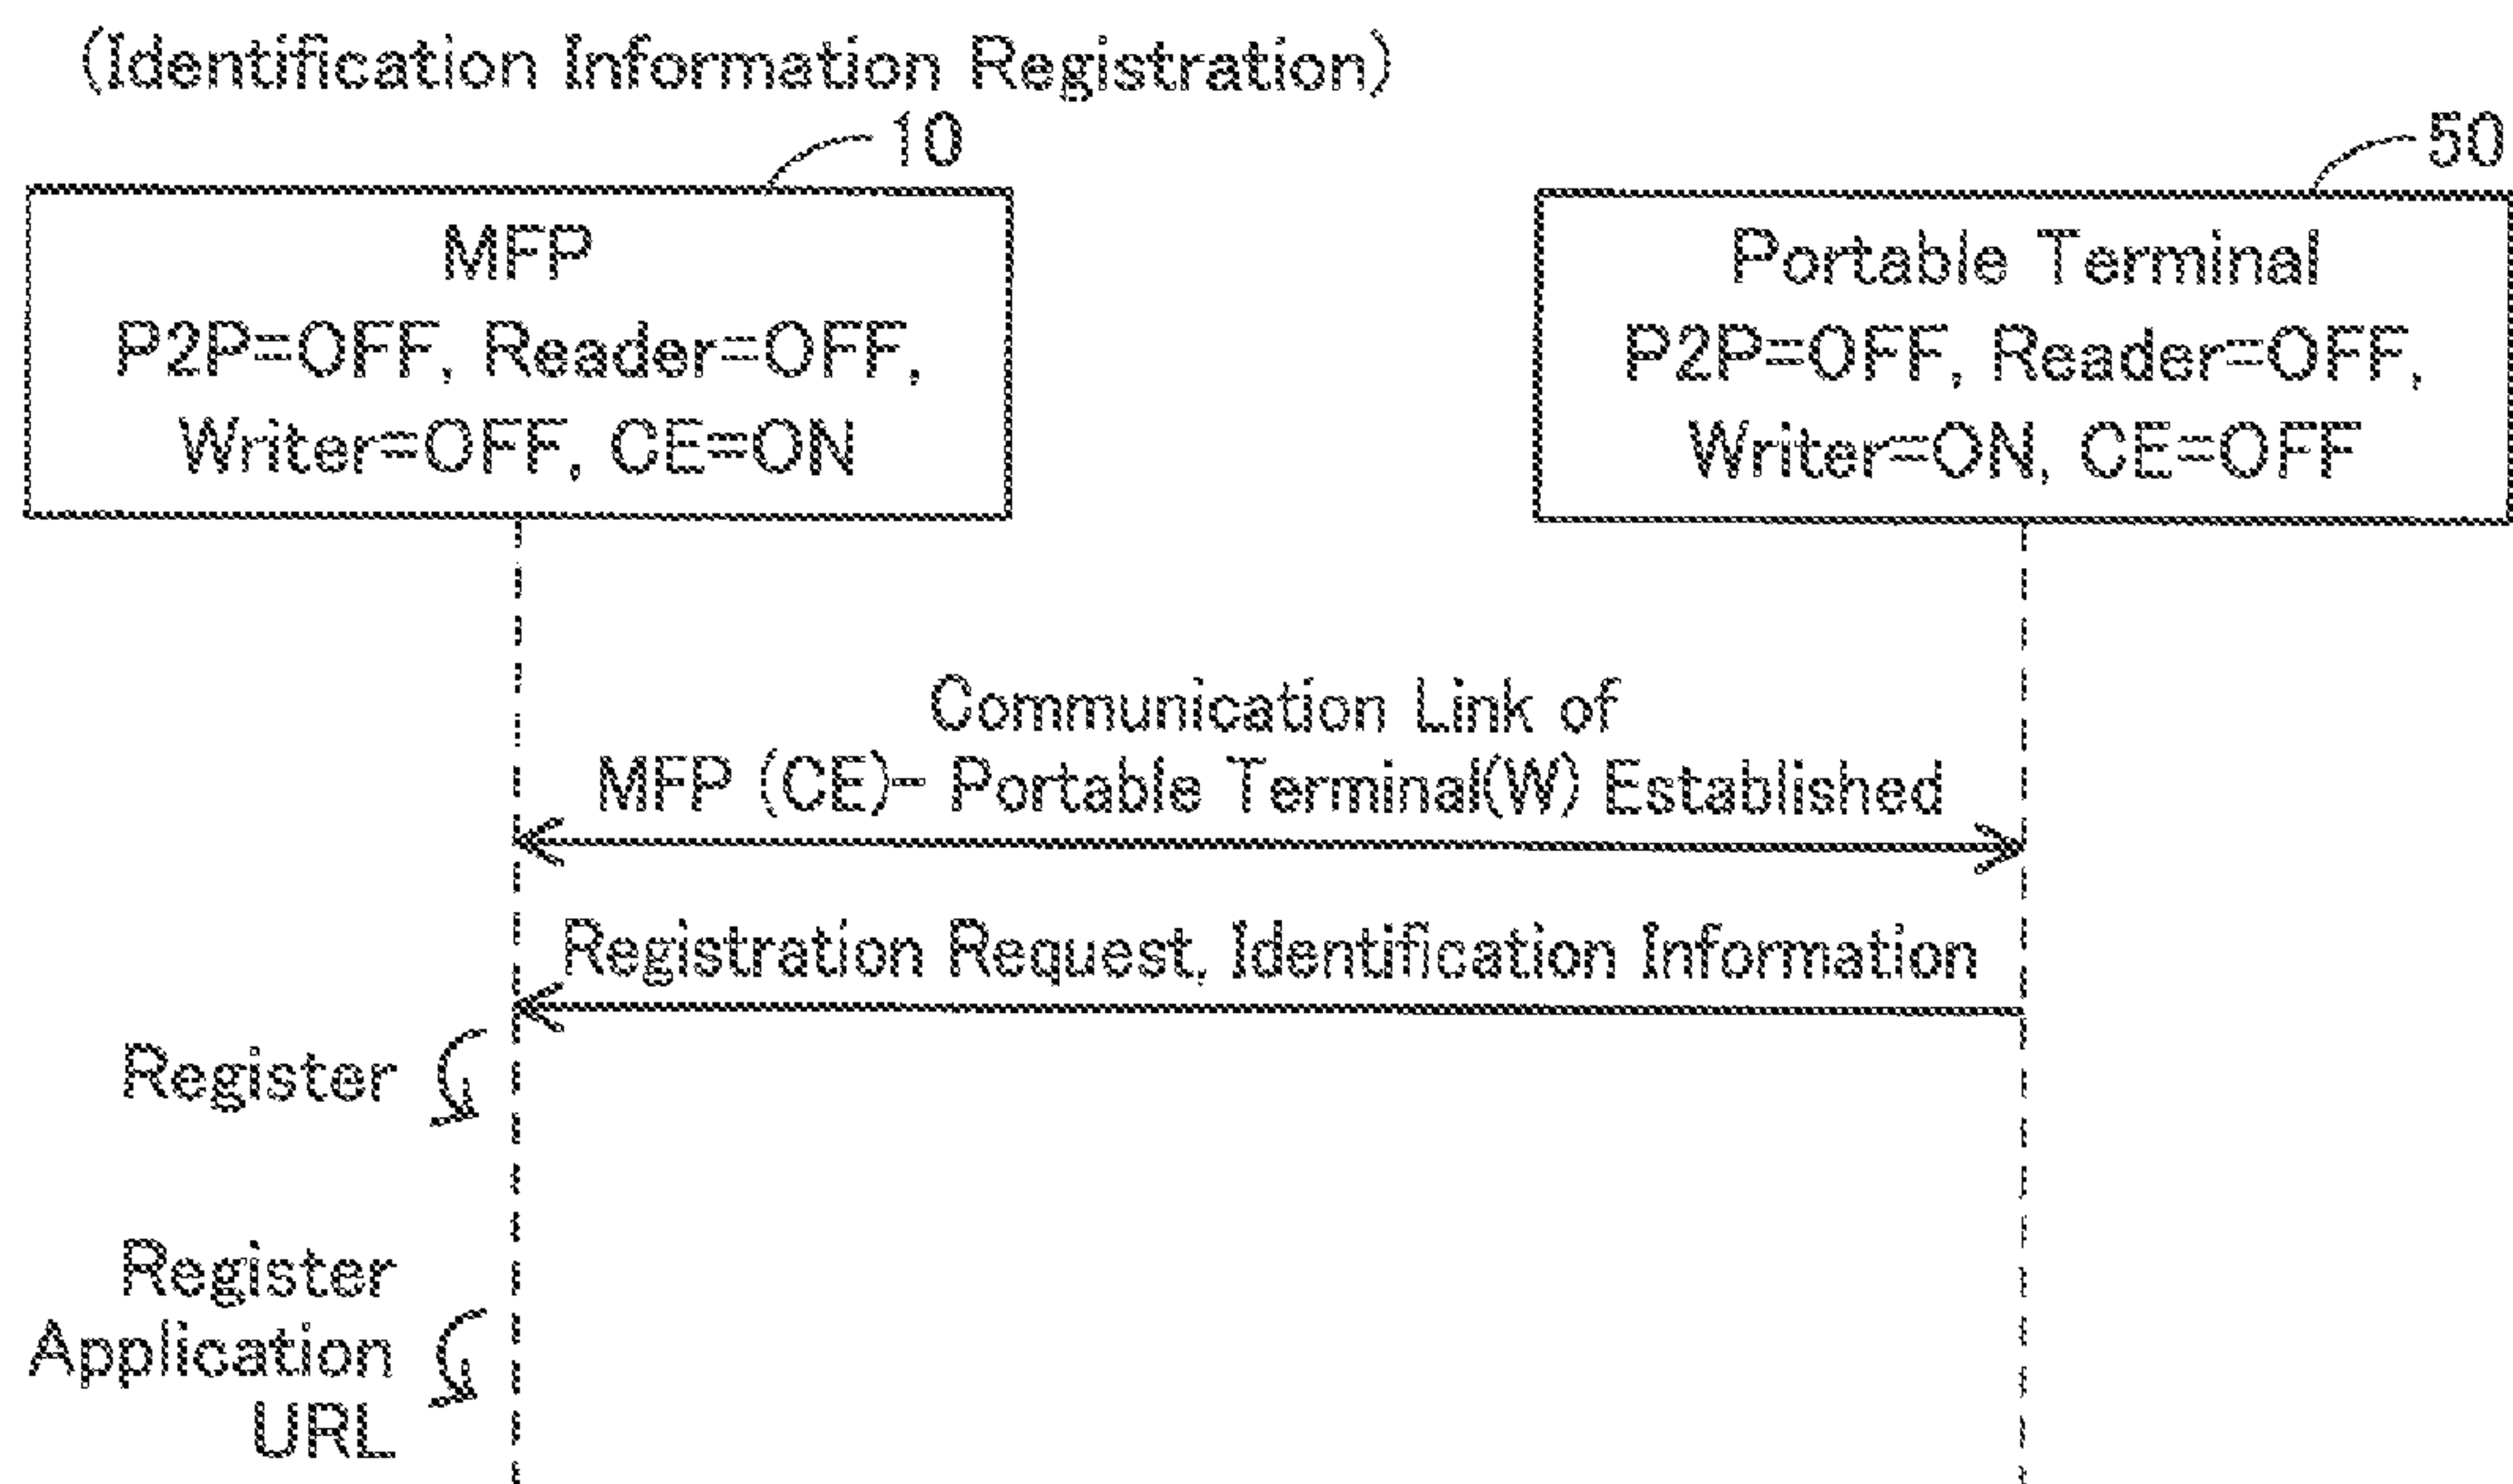 (Identification Information Registration)
10
50
MFP
P2P=OFF, Reader=OFF,
Writer=OFF, CE=ON
Portable Terminal
P2P=OFF, Reader=OFF,
Writer=ON, CE=OFF
Communication Link of
MFP (CE)- Portable Terminal(W) Established
Registration Request, Identification Information
Register
Register
Application
URL